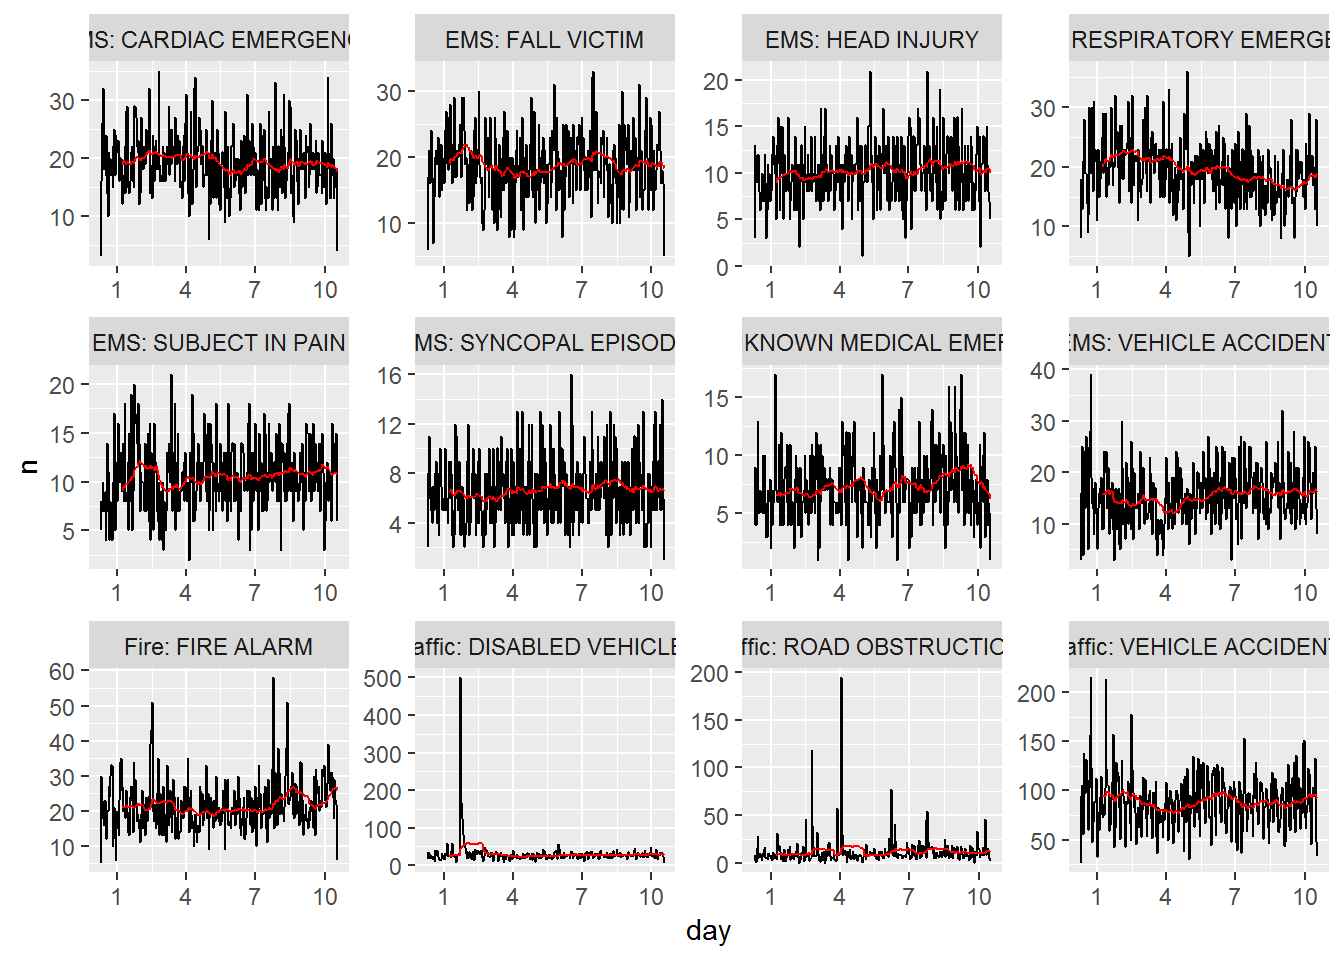 MS: CARDIAC EMERGENC
EMS: FALL VICTIM
EMS: HEAD INJURY
RESPIRATORY EMERGE
30
20
10
1 4 7 10
30
20
10
1 4 7 10
20
15
10
5
0
1 4 7 10
30
20
10
1 4 7 10
EMS: SUBJECT IN PAIN
MS: SYNCOPAL EPISOD
KNOWN MEDICAL EMER
EMS: VEHICLE ACCIDENT
20
15
10
5
1 4 7 10
16
12
8
4
1 4 7 10
15
10
5
1 4 7 10
40
30
20
10
1 4 7 10
n
Fire: FIRE ALARM
affic: DISABLED VEHICLE
ffic: ROAD OBSTRUCTIO
affic: VEHICLE ACCIDENT
60
50
40
30
20
10
1 4 7 10
500
400
300
200
100
0
1 4 7 10
200
150
100
50
0
1 4 7 10
200
150
100
50
1 4 7 10
day